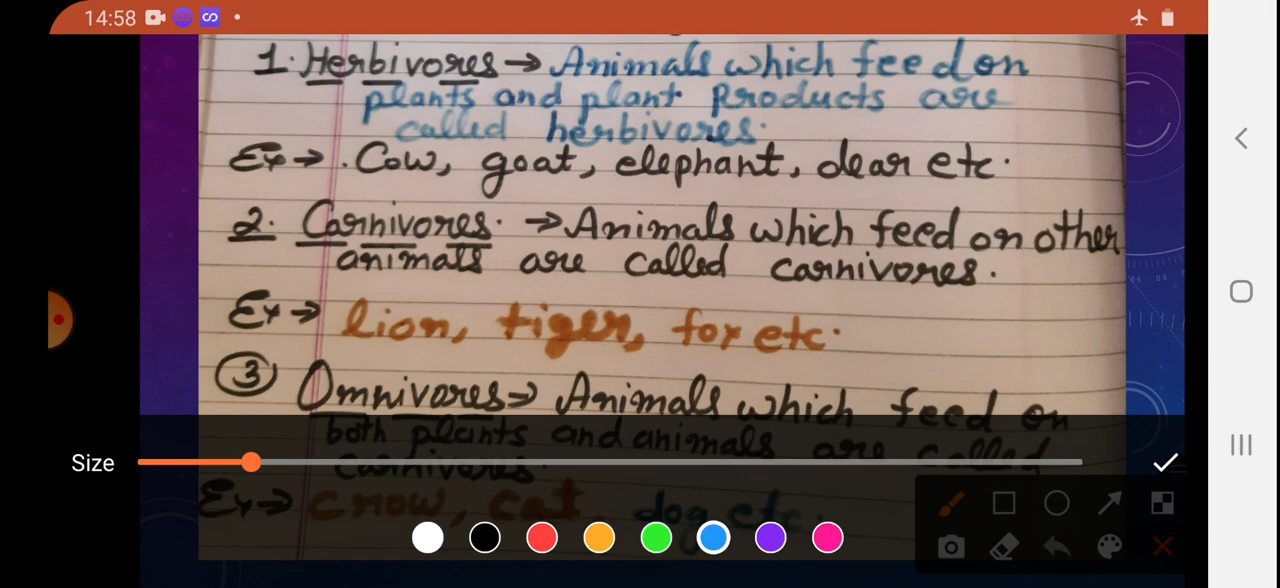 14:58
1. Herbivores → Animals which feed on
plants and plant Products are
called herbivores.
Ex → . Cow, goat, elephant, dear etc.
2. Carnivores. → Animals which feed on other
animals are called carnivores.
Ex → lion, tiger, fox etc.
3 Omnivores ⇒ Animals which feed on
both plants and animals are called
carnivores.
Ex → crow, cat, dog etc.
Size